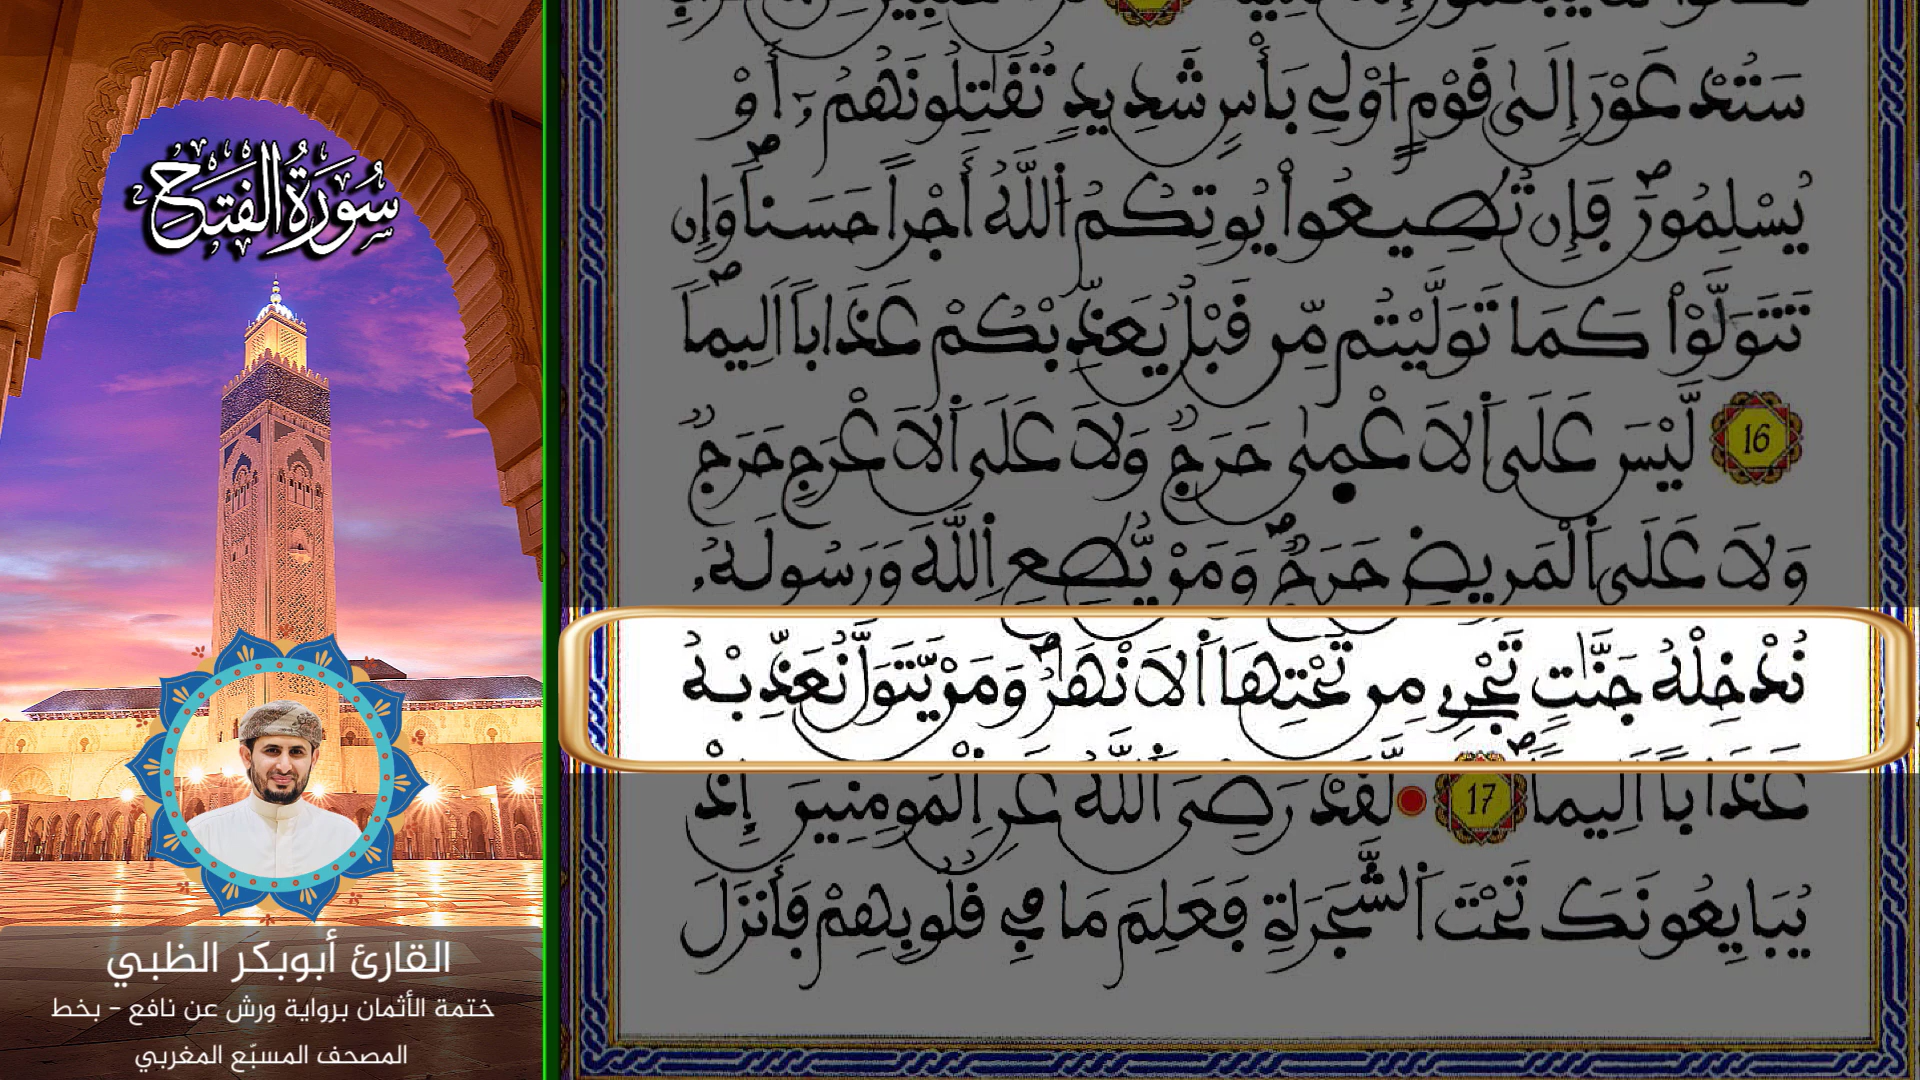 سُورَةُ الفَتْحِ
القارئ أبوبكر الظبي
ختمة الأثمان برواية ورش عن نافع - بخط
المصحف المسبّع المغربي
سَتُدْعَوْنَ إِلَىٰ قَوْمٍ اُوْلِے بَأْسٍ شَدِيدٍ تُقَٰتِلُونَهُمُۥٓ أَوْ
يُسْلِمُونَۖ فَإِن تُطِيعُواْ يُوتِكُمُ اُ۬للَّهُ أَجْراً حَسَناٗۖ وَإِن
تَتَوَلَّوْاْ كَمَا تَوَلَّيْتُم مِّن قَبْلُ يُعَذِّبْكُمْ عَذَاباً اَلِيماٗۖ
16 لَّيْسَ عَلَى اَ۬لَاعْمٜىٰ حَرَجٞ وَلَا عَلَى اَ۬لَاعْرَجِ حَرَجٞ
وَلَا عَلَى اَ۬لْمَرِيضِ حَرَجٞۖ وَمَنْ يُّطِعِ اِ۬للَّهَ وَرَسُولَهُۥ
نُدْخِلْهُ جَنَّٰتٍ تَجْرِے مِن تَحْتِهَا اَ۬لَانْهَٰرُۖ وَمَنْ يَّتَوَلَّ نُعَذِّبْهُ
عَذَاباً اَلِيماٗۖ 17 لَّقَدْ رَضِيَ اَ۬للَّهُ عَنِ اِ۬لْمُومِنِينَ إِذْ
يُبَايِعُونَكَ تَحْتَ اَ۬لشَّجَرَةِ فَعَلِمَ مَا فِے قُلُوبِهِمْ فَأَنزَلَ